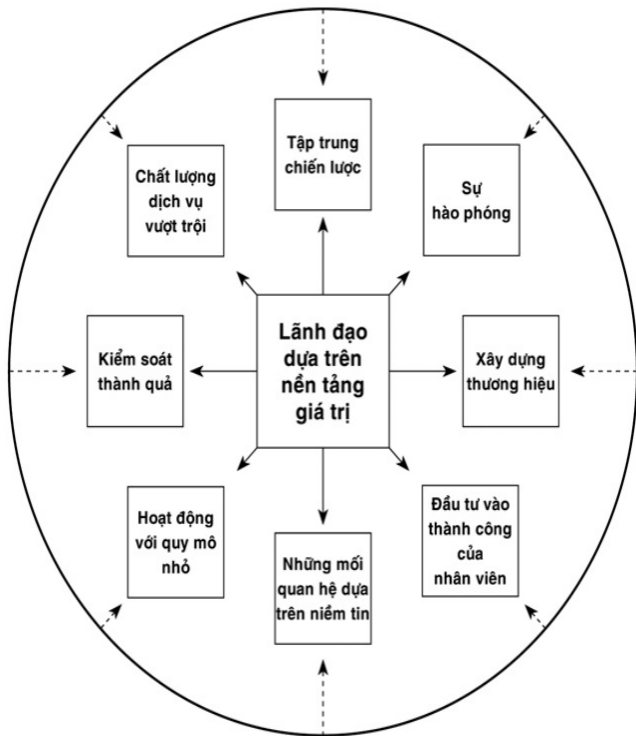 Tập trung
chiến lược
Chất lượng
dịch vụ
vượt trội
Sự
hào phóng
Lãnh đạo
dựa trên
nền tảng
giá trị
Kiểm soát
thành quả
Xây dựng
thương hiệu
Hoạt động
với quy mô
nhỏ
Những mối
quan hệ dựa
trên niềm tin
Đầu tư vào
thành công
của
nhân viên